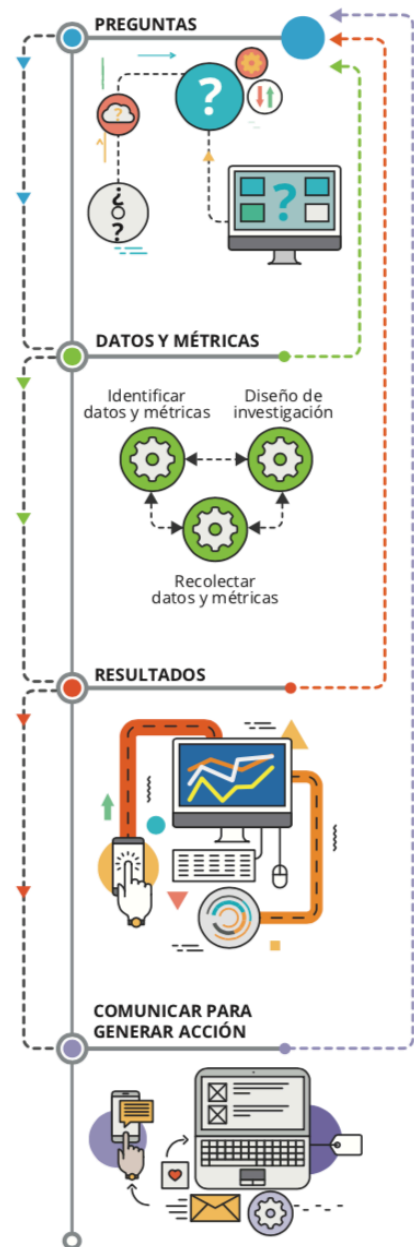 PREGUNTAS
?
?
?
¿
?
DATOS Y MÉTRICAS
Identificar
datos y métricas
Diseño de
investigación
Recolectar
datos y métricas
RESULTADOS
COMUNICAR PARA
GENERAR ACCIÓN